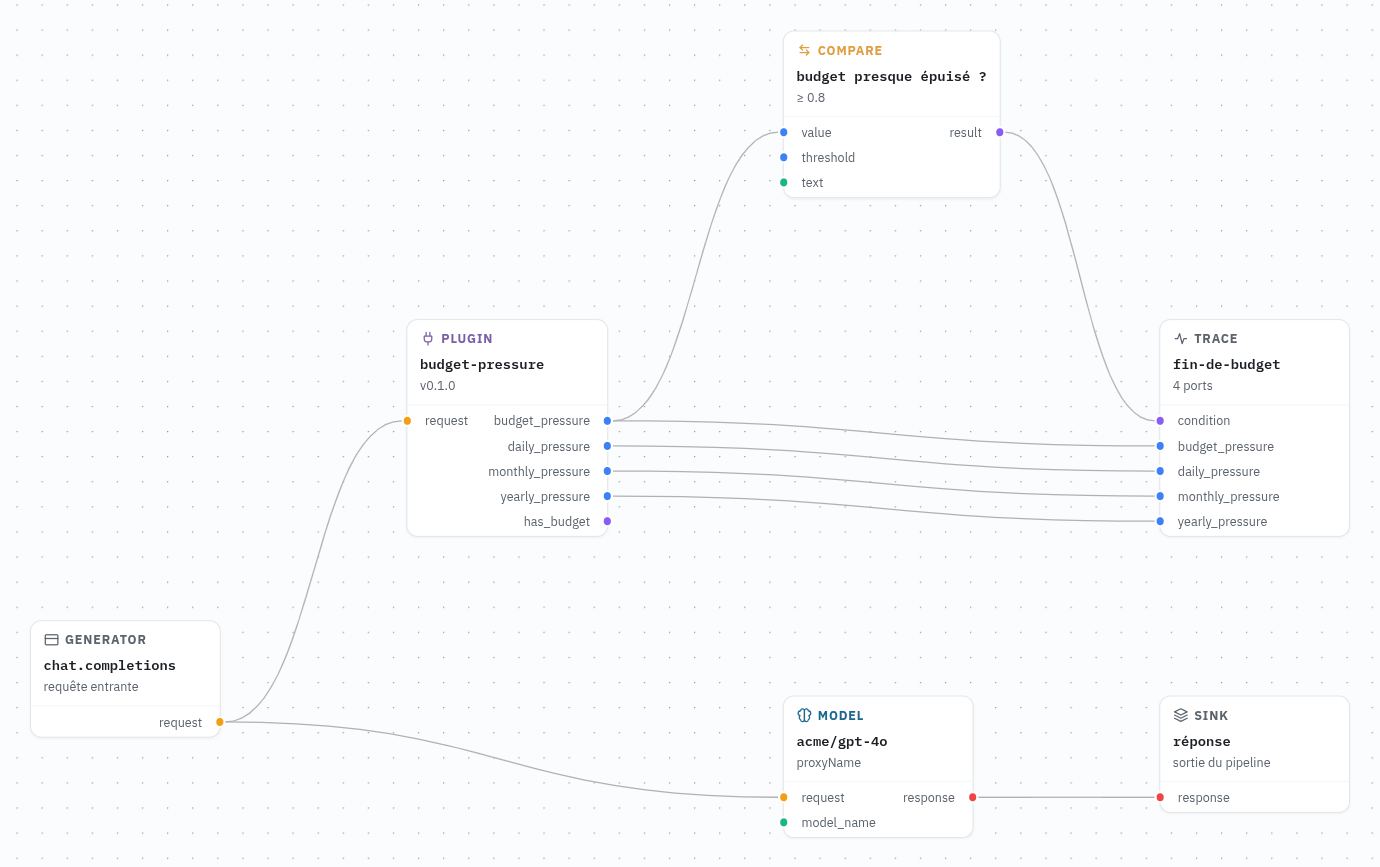 COMPARE
budget presque épuisé ?
≥ 0.8
value result
threshold
text
PLUGIN
budget-pressure
v0.1.0
request budget_pressure
daily_pressure
monthly_pressure
yearly_pressure
has_budget
TRACE
fin-de-budget
4 ports
condition
budget_pressure
daily_pressure
monthly_pressure
yearly_pressure
GENERATOR
chat.completions
requête entrante
request
MODEL
acme/gpt-4o
proxyName
request response
model_name
SINK
réponse
sortie du pipeline
response